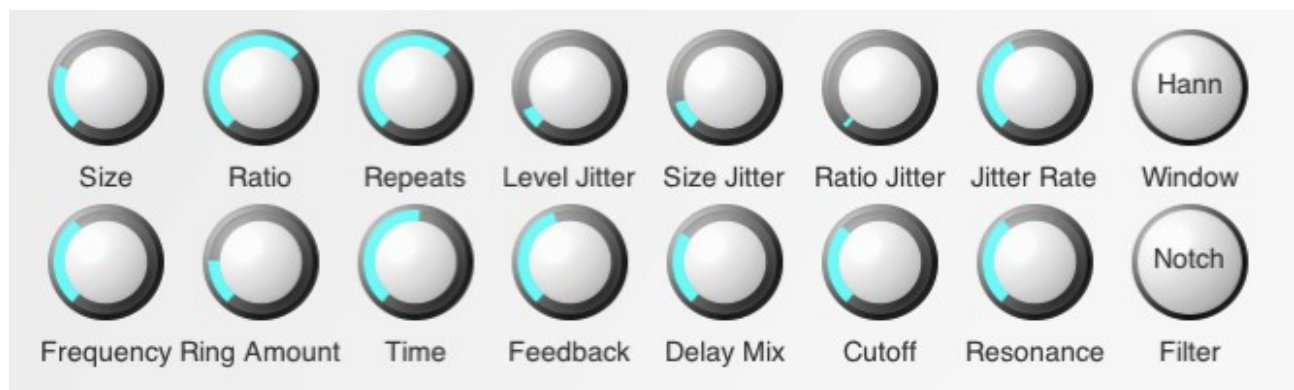 Hann
Size Ratio Repeats Level Jitter Size Jitter Ratio Jitter Jitter Rate Window
Notch
Frequency Ring Amount Time Feedback Delay Mix Cutoff Resonance Filter